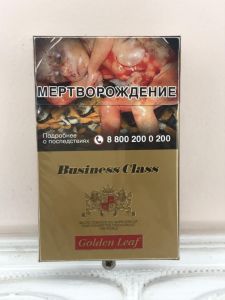 МЕРТВОРОЖДЕНИЕ
Подробнее
о последствиях
8 800 200 0 200
Business Class
Golden Leaf